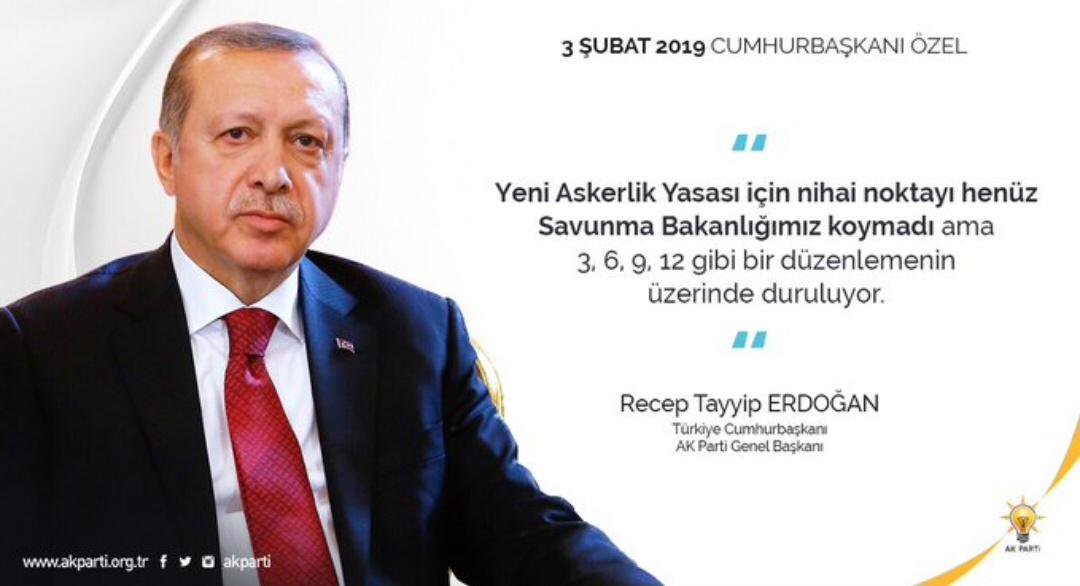 3 ŞUBAT 2019 CUMHURBAŞKANI ÖZEL
Yeni Askerlik Yasası için nihai noktayı henüz
Savunma Bakanlığımız koymadı ama
3, 6, 9, 12 gibi bir düzenlemenin
üzerinde duruluyor.
Recep Tayyip ERDOĞAN
Türkiye Cumhurbaşkanı
AK Parti Genel Başkanı
www.akparti.org.tr akparti
AK PARTİ